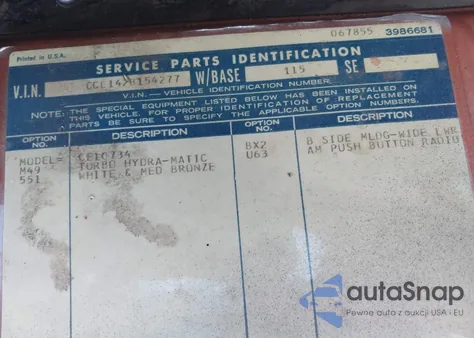 067855 3986681
Printed in U.S.A.
SERVICE PARTS IDENTIFICATION
V.I.N. W/BASE 115 SE
V.I.N. — VEHICLE IDENTIFICATION NUMBER
NOTE: THE SPECIAL EQUIPMENT LISTED BELOW HAS BEEN INSTALLED ON
THIS VEHICLE. FOR PROPER IDENTIFICATION OF REPLACEMENT
PARTS BE SURE TO SPECIFY THE APPLICABLE OPTION NUMBERS.
OPTION NO. DESCRIPTION OPTION NO. DESCRIPTION
MODEL= CE10734 BX2 B SIDE MLDG-WIDE LWR
M49 TURBO HYDRA-MATIC U63 AM PUSH BUTTON RADIO
551 WHITE & MED BRONZE
autoSnap
Pewne auto z aukcji USA i EU